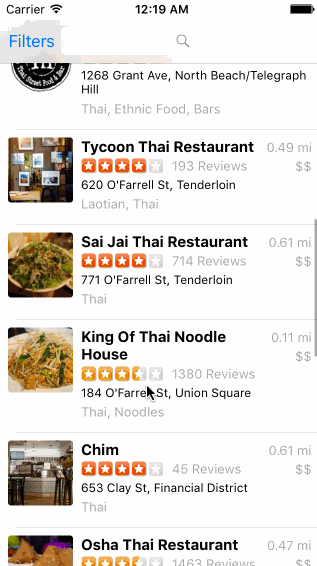 Carrier 12:19 AM
Filters
1268 Grant Ave, North Beach/Telegraph
Hill
Thai, Ethnic Food, Bars
Tycoon Thai Restaurant 0.49 mi
193 Reviews $$
620 O'Farrell St, Tenderloin
Laotian, Thai
Sai Jai Thai Restaurant 0.61 mi
714 Reviews $$
771 O'Farrell St, Tenderloin
Thai
King Of Thai Noodle 0.11 mi
House $$
1380 Reviews
184 O'Farrell St, Union Square
Thai, Noodles
Chim 0.61 mi
45 Reviews $$
653 Clay St, Financial District
Thai
Osha Thai Restaurant 0.47 mi
1463 Reviews $$